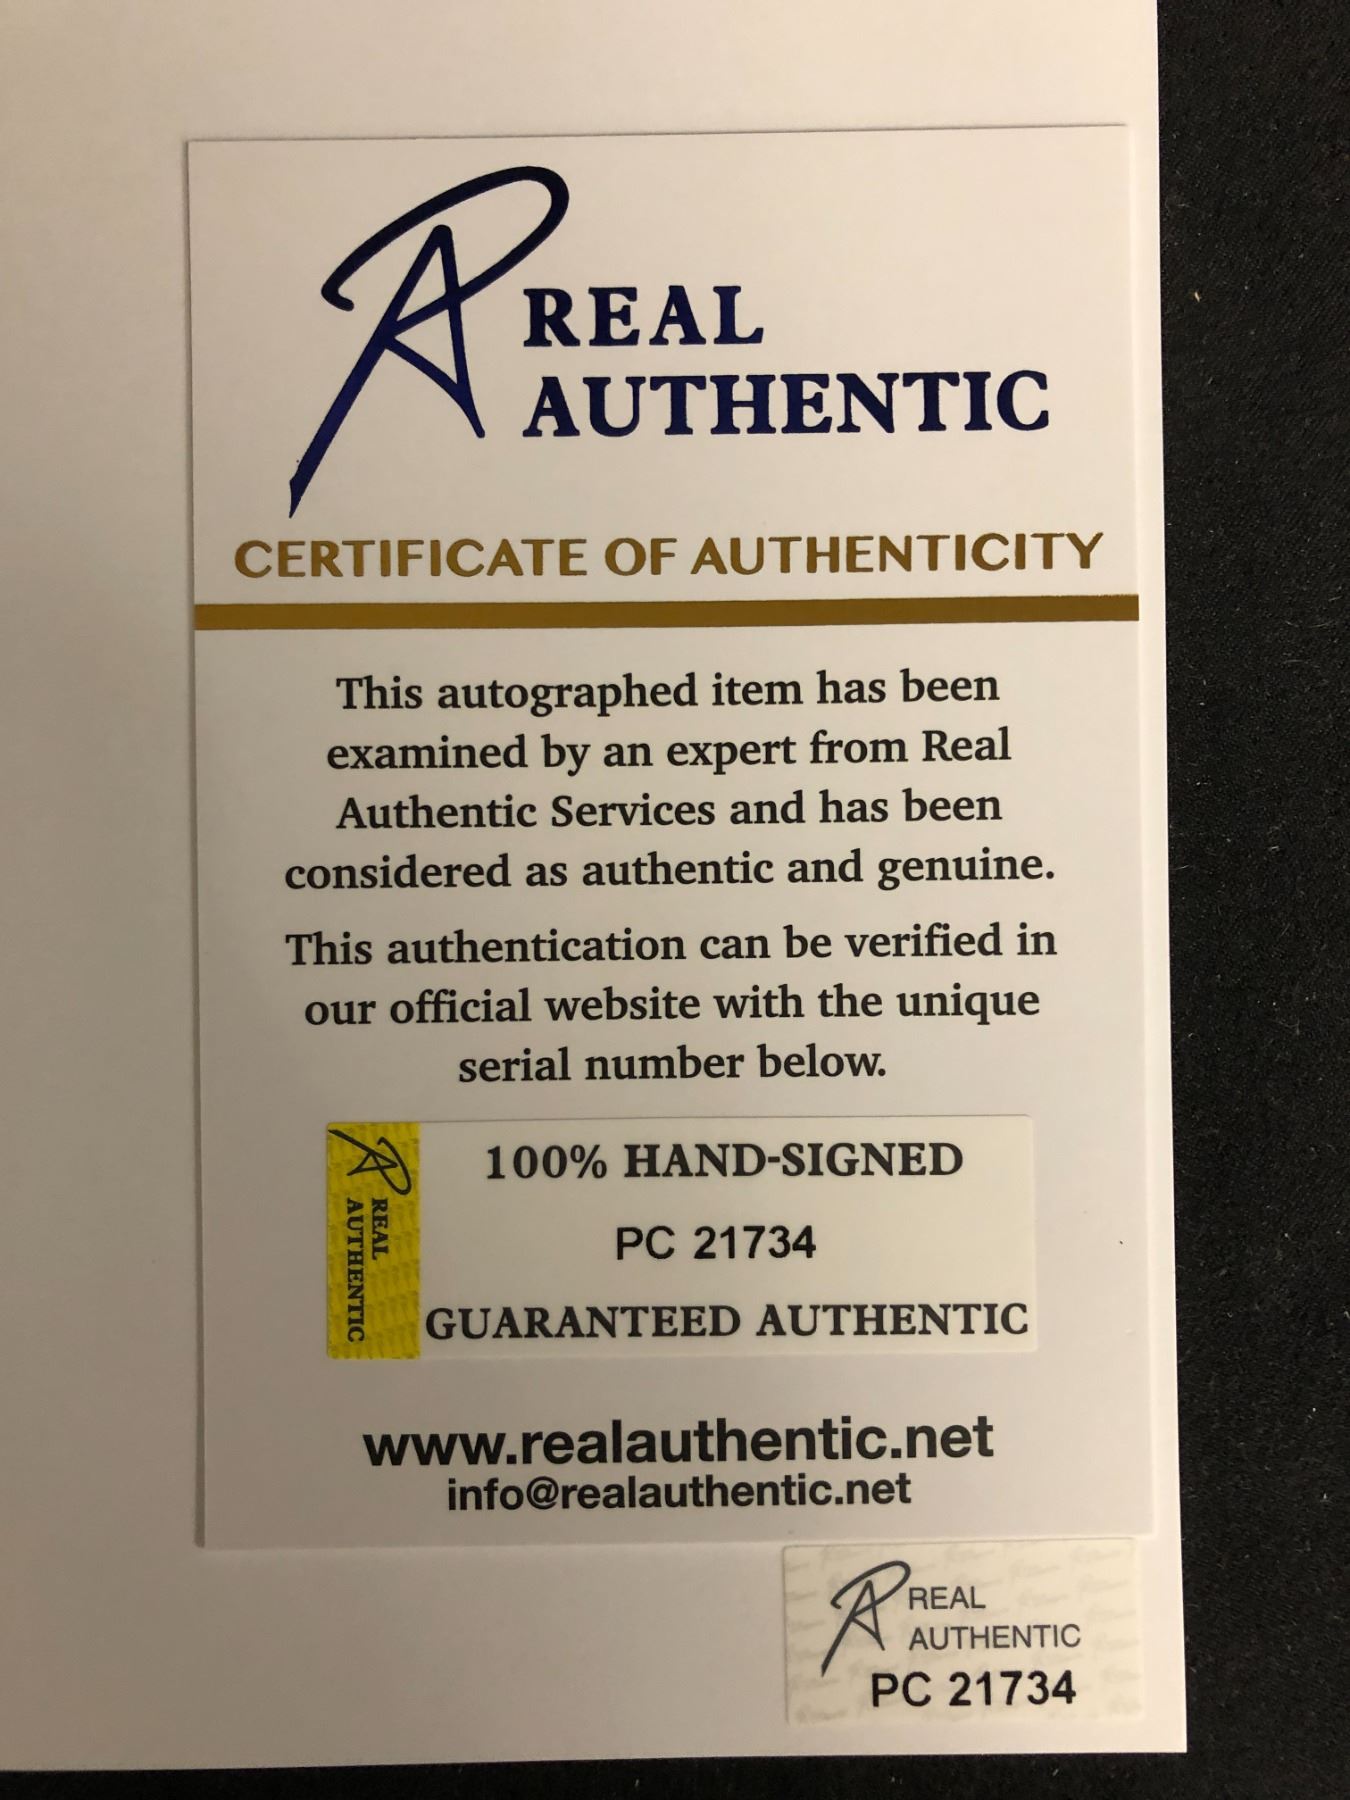 REAL
AUTHENTIC
CERTIFICATE OF AUTHENTICITY
This autographed item has been
examined by an expert from Real
Authentic Services and has been
considered as authentic and genuine.
This authentication can be verified in
our official website with the unique
serial number below.
REAL
AUTHENTIC
100% HAND-SIGNED
PC 21734
GUARANTEED AUTHENTIC
www.realauthentic.net
info@realauthentic.net
REAL
AUTHENTIC
PC 21734